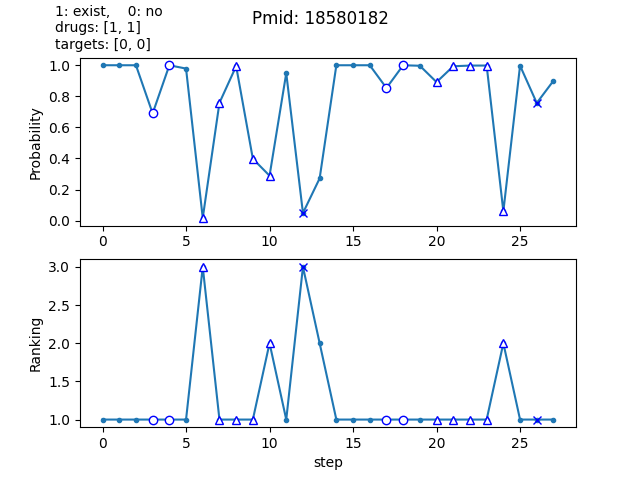 1: exist,    0: no
drugs: [1, 1]
targets: [0, 0]
Pmid: 18580182
1.0
0.8
0.6
0.4
0.2
0.0
Probability
0 5 10 15 20 25
3.0
2.5
2.0
1.5
1.0
Ranking
0 5 10 15 20 25
step